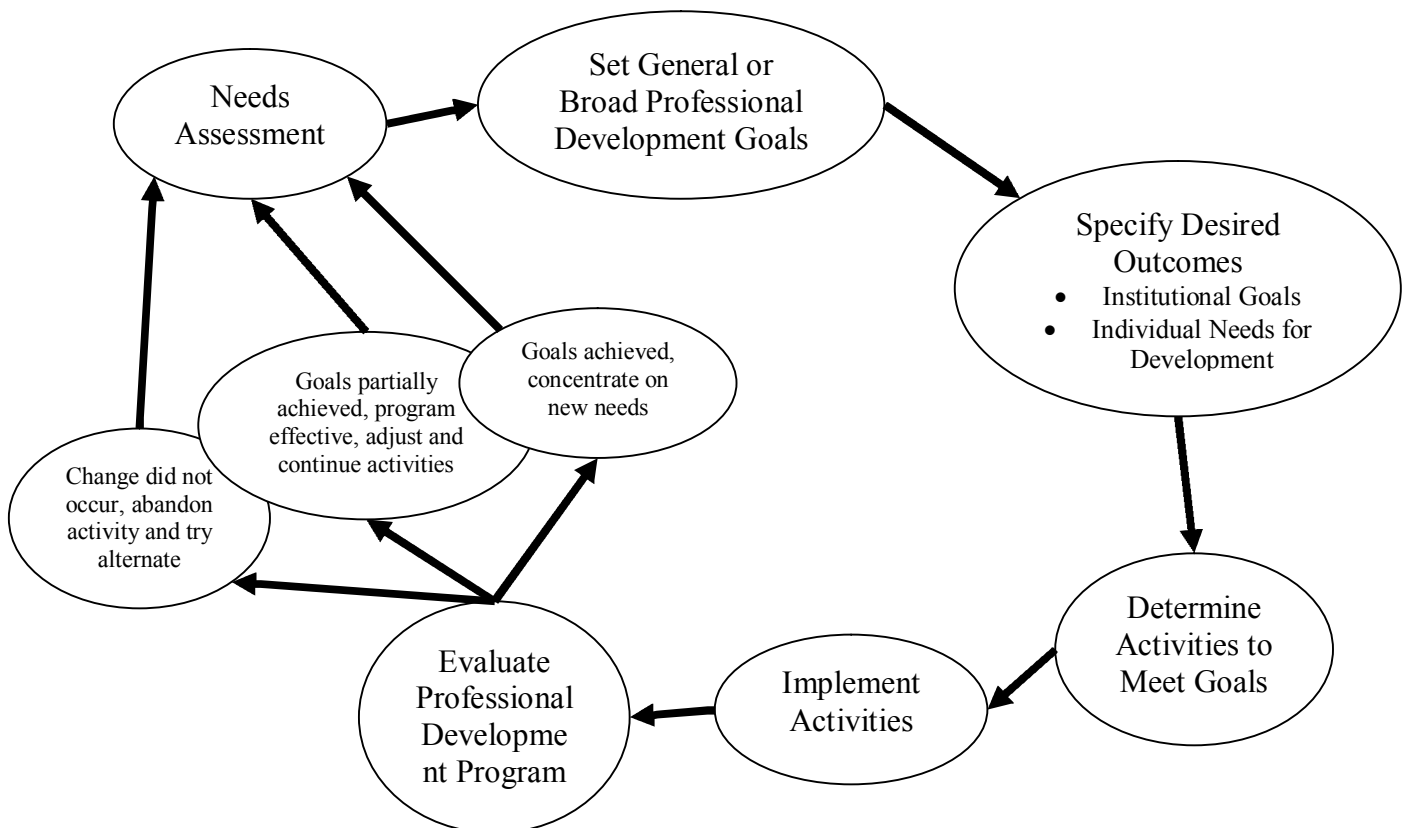 Needs
Assessment
Set General or
Broad Professional
Development Goals
Specify Desired
Outcomes
• Institutional Goals
• Individual Needs for
Development
Goals achieved,
concentrate on
new needs
Goals partially
achieved, program
effective, adjust and
continue activities
Change did not
occur, abandon
activity and try
alternate
Determine
Activities to
Meet Goals
Implement
Activities
Evaluate
Professional
Developme
nt Program